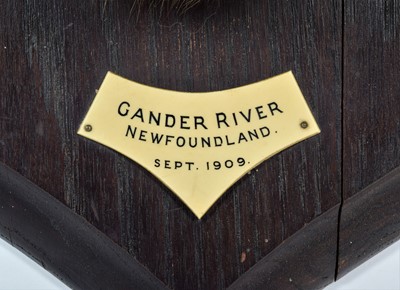 GANDER RIVER
NEWFOUNDLAND.
SEPT. 1909.